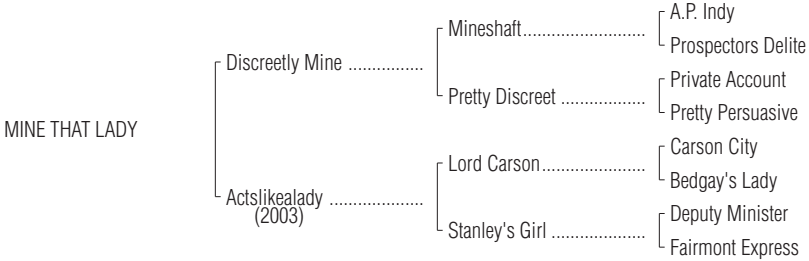 A.P. Indy
Mineshaft..........................
Prospectors Delite
Discreetly Mine ................
Private Account
Pretty Discreet ..................
Pretty Persuasive
MINE THAT LADY
Carson City
Lord Carson......................
Bedgay's Lady
Actslikealady ....................
(2003)
Deputy Minister
Stanley's Girl ....................
Fairmont Express